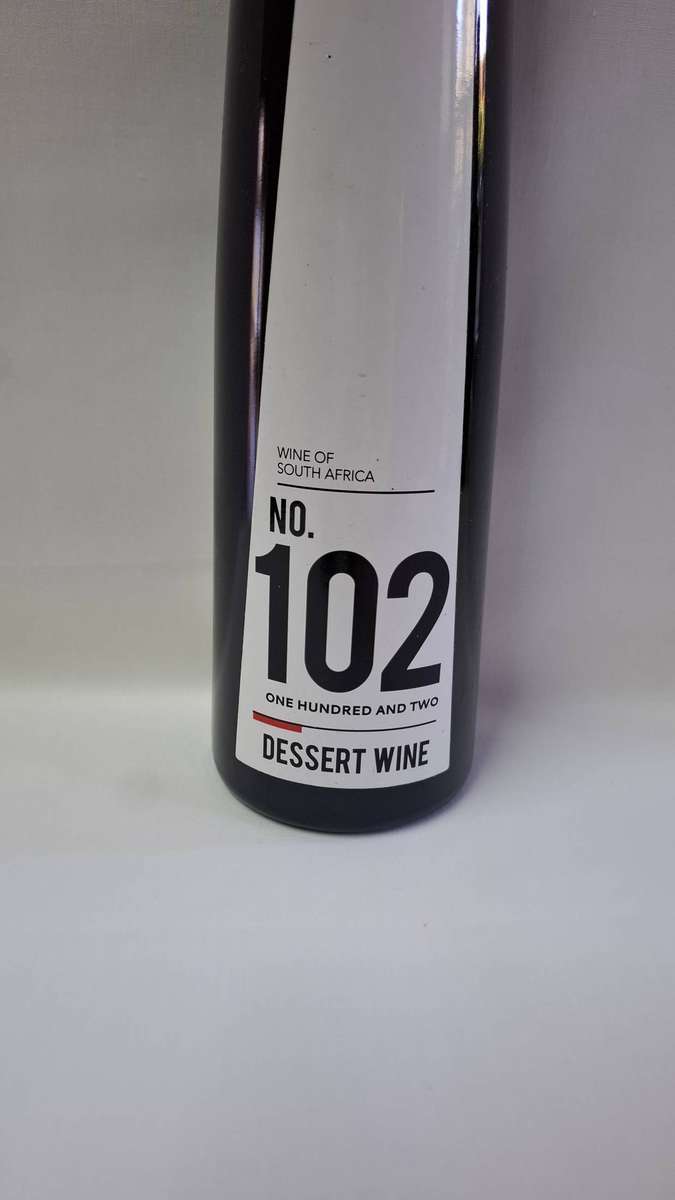 WINE OF
SOUTH AFRICA
NO.
102
ONE HUNDRED AND TWO
DESSERT WINE